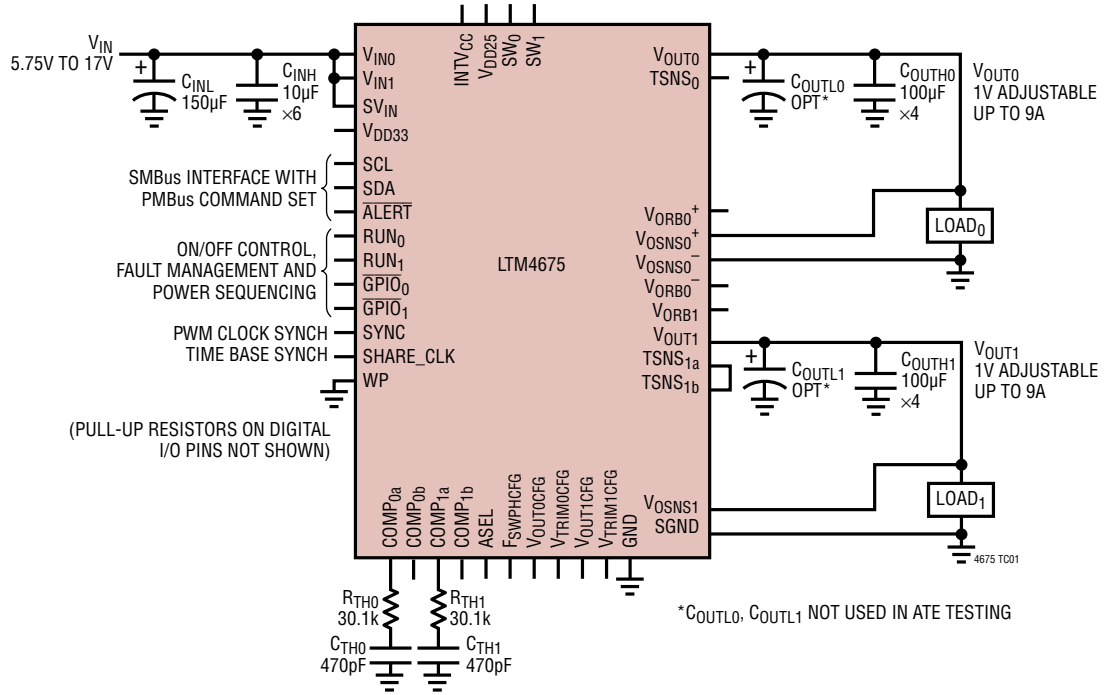 INTVCC
VDD25
SW0
SW1
VIN
5.75V TO 17V
+
CINL
150µF
CINH
10µF
×6
VIN0
VIN1
SVIN
VDD33
SMBus INTERFACE WITH
PMBus COMMAND SET
SCL
SDA
ALERT
ON/OFF CONTROL,
FAULT MANAGEMENT AND
POWER SEQUENCING
RUN0
RUN1
GPIO0
GPIO1
PWM CLOCK SYNCH
SYNC
TIME BASE SYNCH
SHARE_CLK
WP
(PULL-UP RESISTORS ON DIGITAL
I/O PINS NOT SHOWN)
LTM4675
VOUT0
TSNS0
VORB0+
VOSNS0+
VOSNS0–
VORB0–
VORB1
VOUT1
TSNS1a
TSNS1b
VOSNS1
SGND
+
COUTL0
OPT*
COUTH0
100µF
×4
VOUT0
1V ADJUSTABLE
UP TO 9A
LOAD0
+
COUTL1
OPT*
COUTH1
100µF
×4
VOUT1
1V ADJUSTABLE
UP TO 9A
LOAD1
4675 TC01
COMP0a
COMP0b
COMP1a
COMP1b
ASEL
FSWPHCFG
VOUT0CFG
VTRIM0CFG
VOUT1CFG
VTRIM1CFG
GND
RTH0
30.1k
RTH1
30.1k
CTH0
470pF
CTH1
470pF
*COUTL0, COUTL1 NOT USED IN ATE TESTING